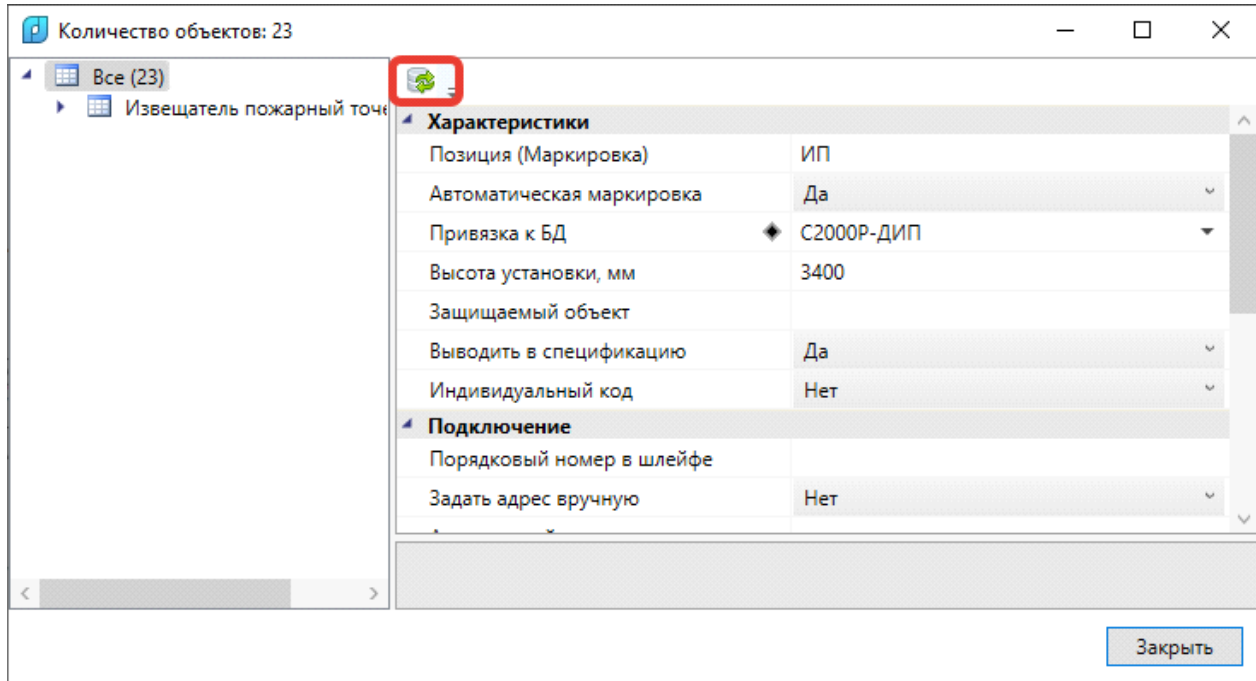 Количество объектов: 23
Все (23)
Извещатель пожарный точе
Характеристики
Позиция (Маркировка) ИП
Автоматическая маркировка Да
Привязка к БД С2000Р-ДИП
Высота установки, мм 3400
Защищаемый объект
Выводить в спецификацию Да
Индивидуальный код Нет
Подключение
Порядковый номер в шлейфе
Задать адрес вручную Нет
Закрыть